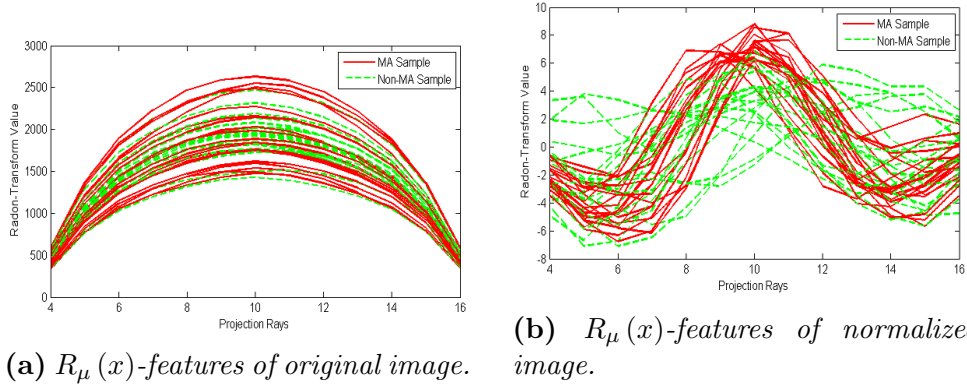 3000
2500
2000
1500
1000
500
0
4 6 8 10 12 14 16
Radon-Transform Value
Projection Rays
MA Sample
Non-MA Sample
(a) Rμ (x)-features of original image.
10
8
6
4
2
0
-2
-4
-6
-8
4 6 8 10 12 14 16
Radon-Transform Value
Projection Rays
MA Sample
Non-MA Sample
(b) Rμ (x)-features of normalize
image.